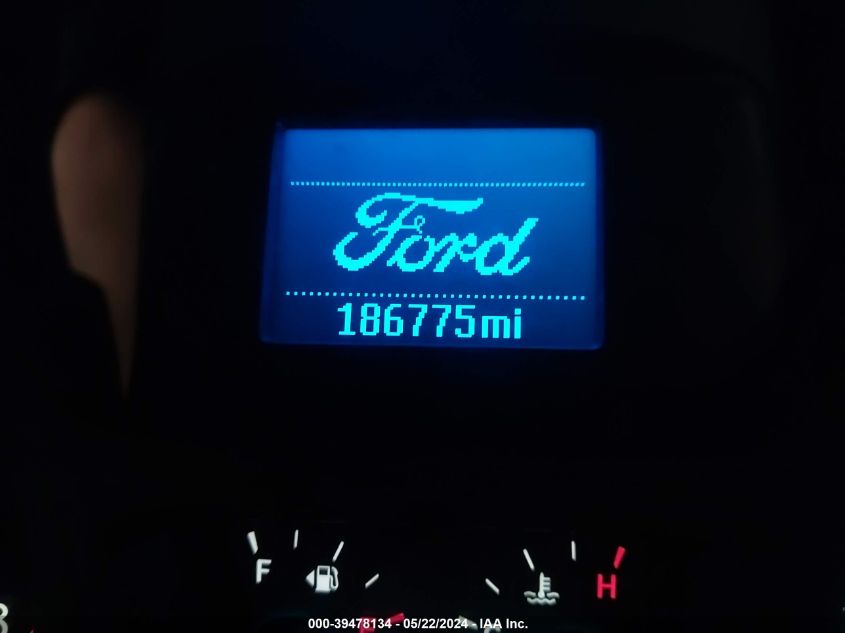 Ford
186775mi
F
H
000-39478134 - 05/22/2024 - IAA Inc.